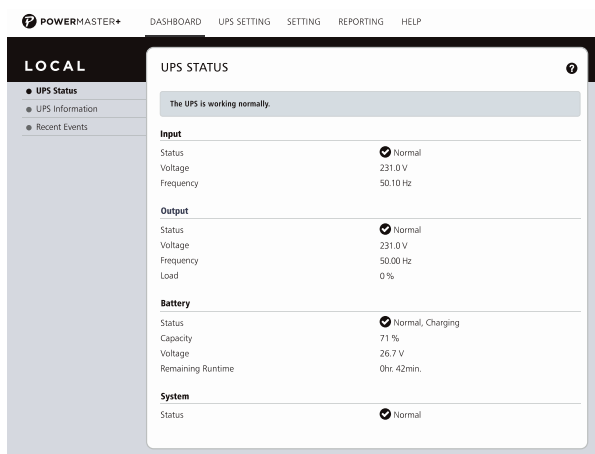 POWERMASTER+ DASHBOARD UPS SETTING SETTING REPORTING HELP
LOCAL
UPS Status
UPS Information
Recent Events
UPS STATUS ?
The UPS is working normally.
Input
Status Normal
Voltage 231.0 V
Frequency 50.10 Hz
Output
Status Normal
Voltage 231.0 V
Frequency 50.00 Hz
Load 0 %
Battery
Status Normal, Charging
Capacity 71 %
Voltage 26.7 V
Remaining Runtime 0hr. 42min.
System
Status Normal